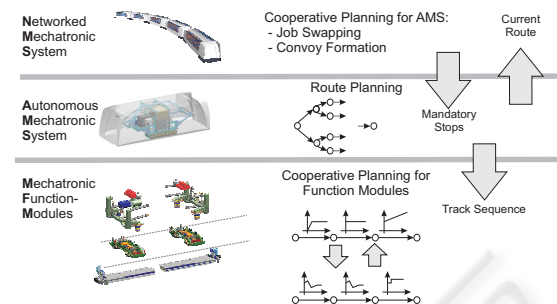 Networked
Mechatronic
System
Cooperative Planning for AMS:
- Job Swapping
- Convoy Formation
Current
Route
Autonomous
Mechatronic
System
Route Planning
Mandatory
Stops
Mechatronic
Function-
Modules
Cooperative Planning for
Function Modules
Track Sequence